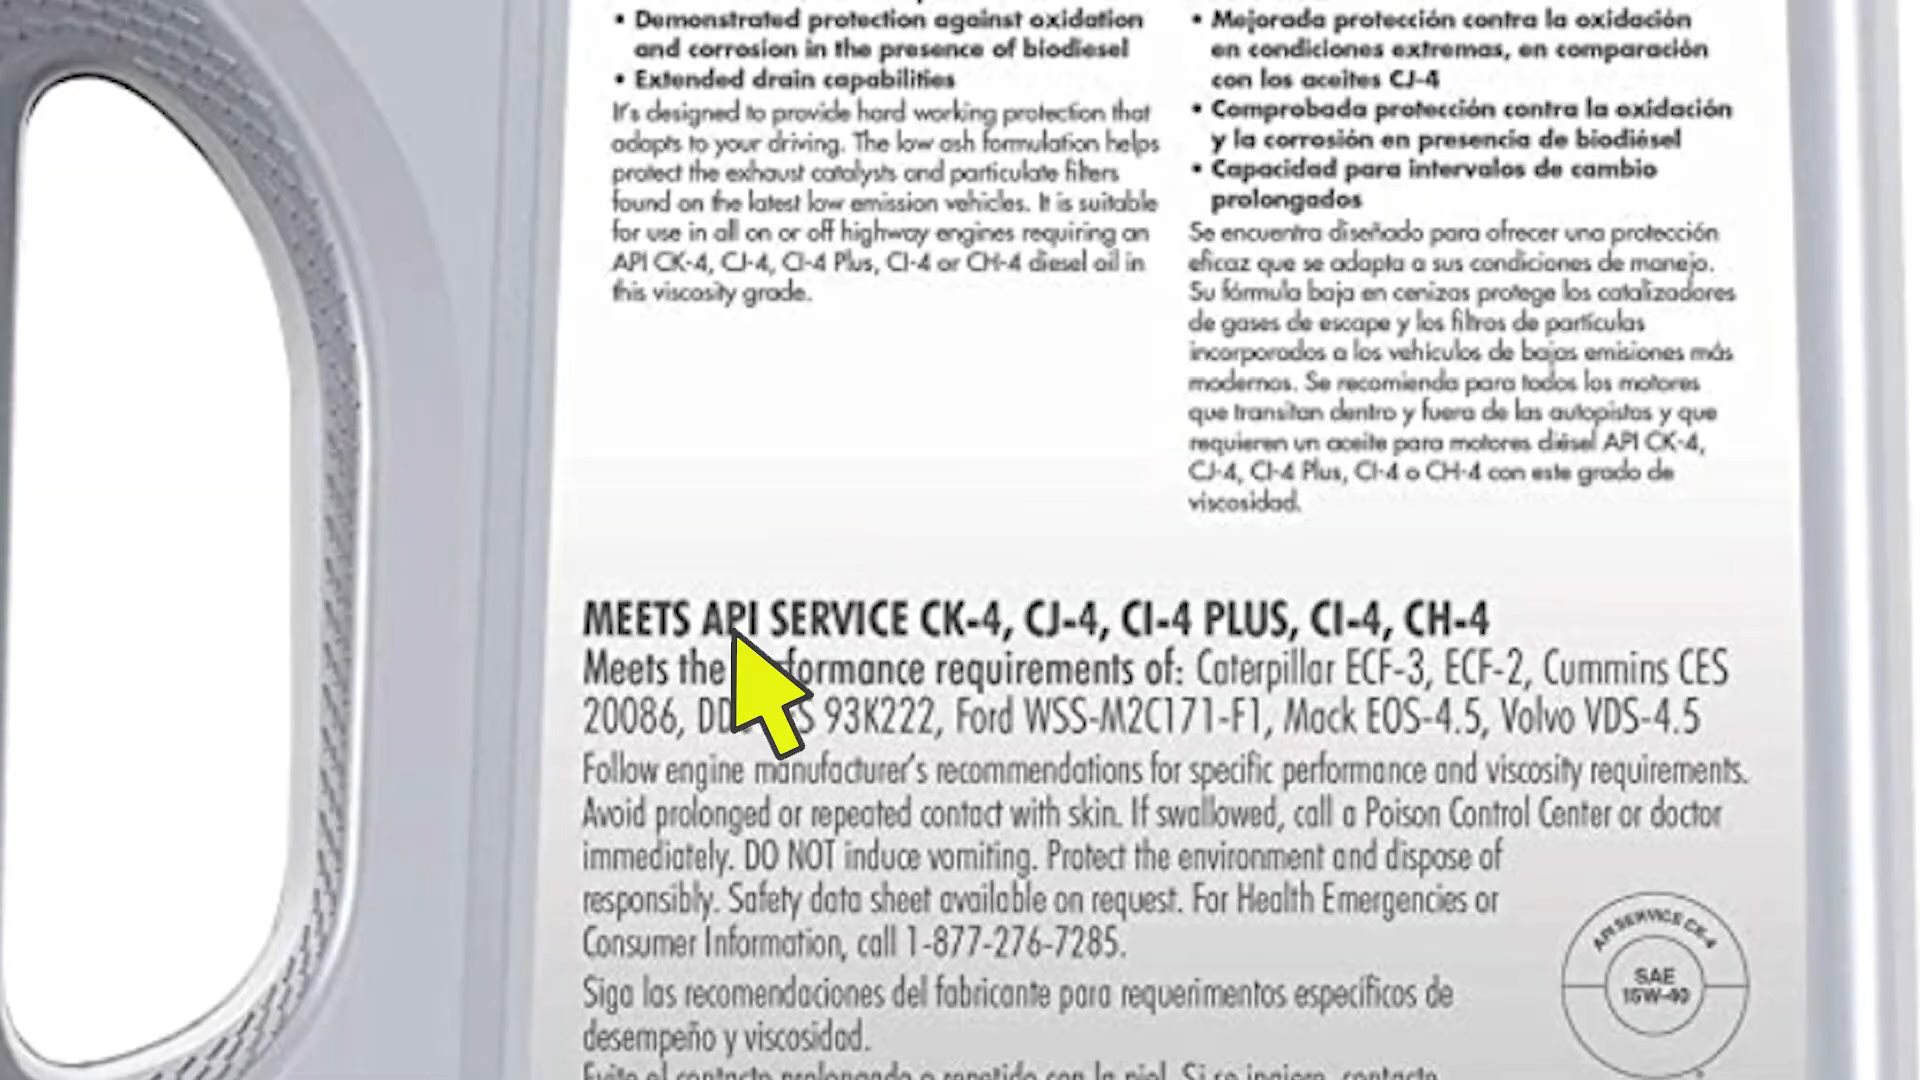 • Demonstrated protection against oxidation
and corrosion in the presence of biodiesel
• Extended drain capabilities
It's designed to provide hard working protection that
adapts to your driving. The low ash formulation helps
protect the exhaust catalysts and particulate filters
found on the latest low emission vehicles. It is suitable
for use in all on or off highway engines requiring an
API CK-4, CJ-4, CI-4 Plus, CI-4 or CH-4 diesel oil in
this viscosity grade.
• Mejorada protección contra la oxidación
en condiciones extremas, en comparación
con los aceites CJ-4
• Comprobada protección contra la oxidación
y la corrosión en presencia de biodiésel
• Capacidad para intervalos de cambio
prolongados
Se encuentra diseñado para ofrecer una protección
eficaz que se adapta a sus condiciones de manejo.
Su fórmula baja en cenizas protege los catalizadores
de gases de escape y los filtros de partículas
incorporados a los vehículos de bajas emisiones más
modernos. Se recomienda para todos los motores
que transitan dentro y fuera de las autopistas y que
requieren un aceite para motores diésel API CK-4,
CJ-4, CI-4 Plus, CI-4 o CH-4 con este grado de
viscosidad.
MEETS API SERVICE CK-4, CJ-4, CI-4 PLUS, CI-4, CH-4
Meets the formance requirements of: Caterpillar ECF-3, ECF-2, Cummins CES
20086, DD S 93K222, Ford WSS-M2C171-F1, Mack EOS-4.5, Volvo VDS-4.5
Follow engine manufacturer's recommendations for specific performance and viscosity requirements.
Avoid prolonged or repeated contact with skin. If swallowed, call a Poison Control Center or doctor
immediately. DO NOT induce vomiting. Protect the environment and dispose of
responsibly. Safety data sheet available on request. For Health Emergencies or
Consumer Information, call 1-877-276-7285.
Siga las recomendaciones del fabricante para requerimentos específicos de
desempeño y viscosidad.
API SERVICE CK-4
SAE
15W-40